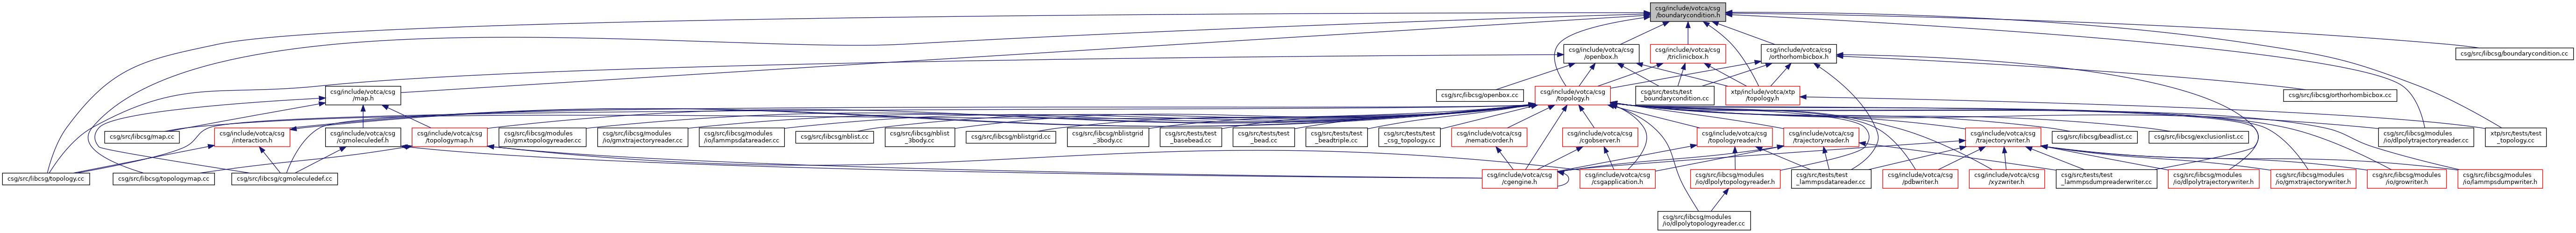 csg/include/votca/csg
/boundarycondition.h
csg/include/votca/csg
/openbox.h
csg/include/votca/csg
/triclinicbox.h
csg/include/votca/csg
/orthorhombicbox.h
csg/src/libcsg/boundarycondition.cc
csg/include/votca/csg
/map.h
csg/src/libcsg/openbox.cc
csg/include/votca/csg
/topology.h
csg/src/tests/test
_boundarycondition.cc
xtp/include/votca/xtp
/topology.h
csg/src/libcsg/orthorhombicbox.cc
csg/src/libcsg/map.cc
csg/include/votca/csg
/interaction.h
csg/include/votca/csg
/cgmoleculedef.h
csg/include/votca/csg
/topologymap.h
csg/src/libcsg/modules
/io/gmxtopologyreader.cc
csg/src/libcsg/modules
/io/gmxtrajectoryreader.cc
csg/src/libcsg/modules
/io/lammpsdatareader.cc
csg/src/libcsg/nblist.cc
csg/src/libcsg/nblist
_3body.cc
csg/src/libcsg/nblistgrid.cc
csg/src/libcsg/nblistgrid
_3body.cc
csg/src/tests/test
_basebead.cc
csg/src/tests/test
_bead.cc
csg/src/tests/test
_beadtriple.cc
csg/src/tests/test
_csg_topology.cc
csg/include/votca/csg
/nematicorder.h
csg/include/votca/csg
/cgobserver.h
csg/include/votca/csg
/topologyreader.h
csg/include/votca/csg
/trajectoryreader.h
csg/include/votca/csg
/trajectorywriter.h
csg/src/libcsg/beadlist.cc
csg/src/libcsg/exclusionlist.cc
csg/src/libcsg/modules
/io/dlpolytrajectoryreader.cc
xtp/src/tests/test
_topology.cc
csg/src/libcsg/topology.cc
csg/src/libcsg/topologymap.cc
csg/src/libcsg/cgmoleculedef.cc
csg/include/votca/csg
/cgengine.h
csg/include/votca/csg
/csgapplication.h
csg/src/libcsg/modules
/io/dlpolytopologyreader.h
csg/src/tests/test
_lammpsdatareader.cc
csg/include/votca/csg
/pdbwriter.h
csg/include/votca/csg
/xyzwriter.h
csg/src/tests/test
_lammpsdumpreaderwriter.cc
csg/src/libcsg/modules
/io/dlpolytrajectorywriter.h
csg/src/libcsg/modules
/io/gmxtrajectorywriter.h
csg/src/libcsg/modules
/io/growriter.h
csg/src/libcsg/modules
/io/lammpsdumpwriter.h
csg/src/libcsg/modules
/io/dlpolytopologyreader.cc